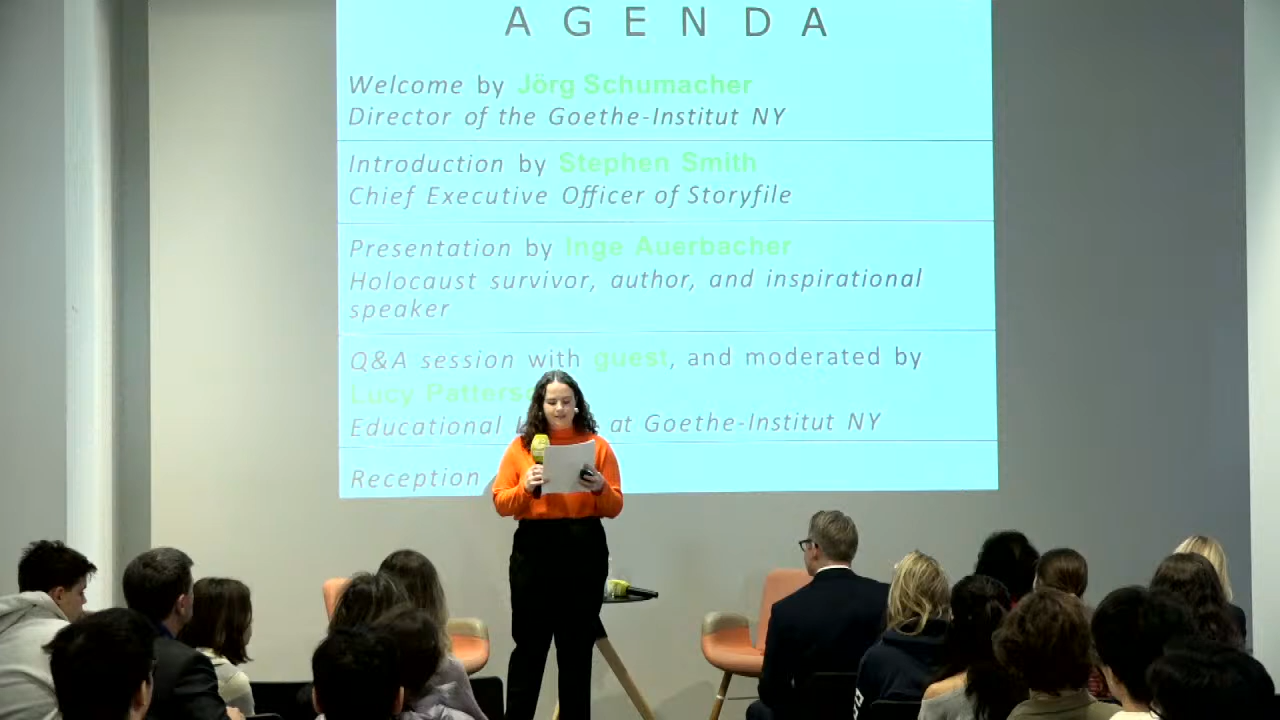 AGENDA
Welcome by Jörg Schumacher
Director of the Goethe-Institut NY
Introduction by Stephen Smith
Chief Executive Officer of Storyfile
Presentation by Inge Auerbacher
Holocaust survivor, author, and inspirational
speaker
Q&A session with guest, and moderated by
Lucy
Educational at Goethe-Institut NY
Reception